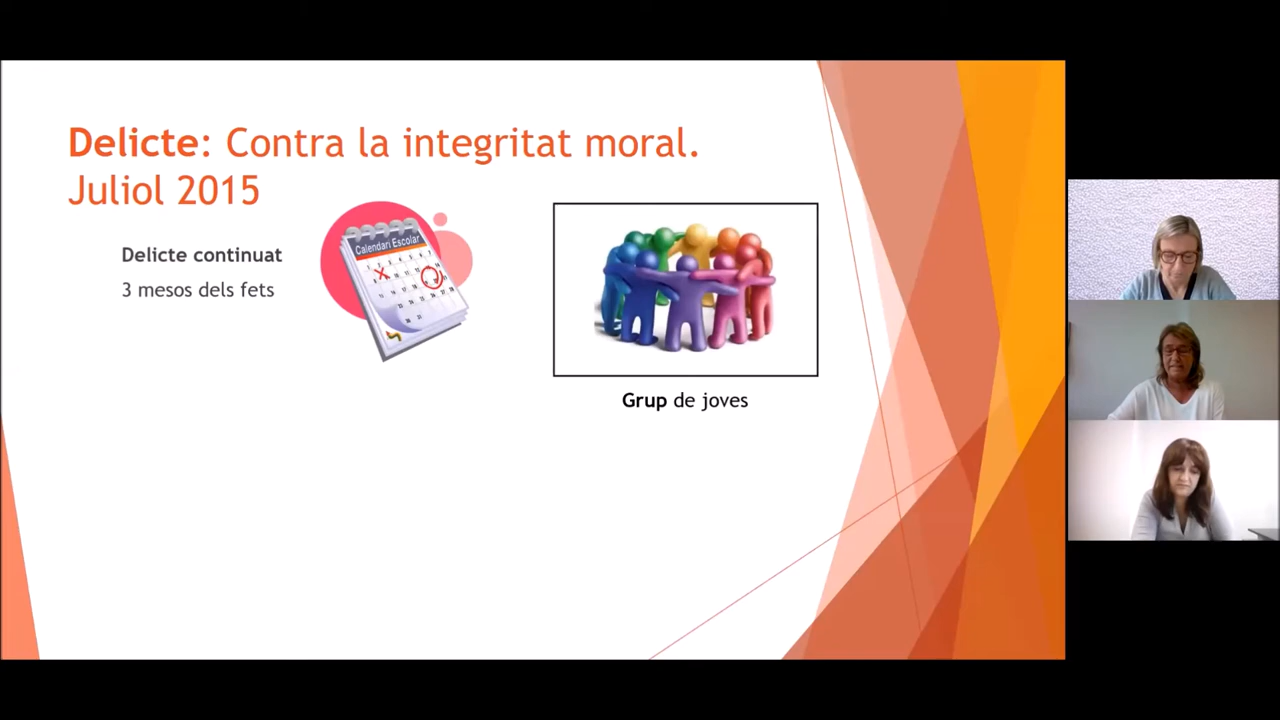 Delicte: Contra la integritat moral.
Juliol 2015
Delicte continuat
3 mesos dels fets
Calendari Escolar
Grup de joves